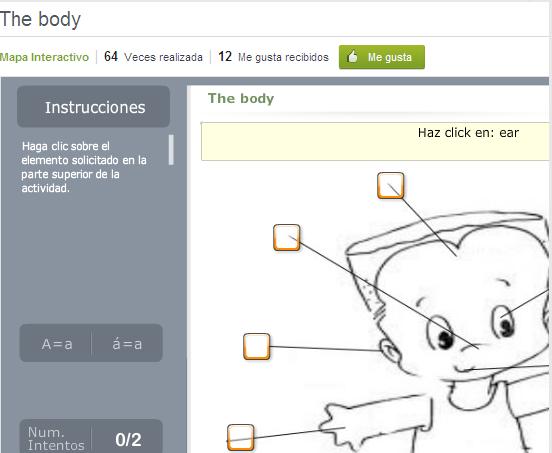 The body
Mapa Interactivo 64 Veces realizada 12 Me gusta recibidos Me gusta
Instrucciones
Haga clic sobre el
elemento solicitado en la
parte superior de la
actividad.
A=a á=a
Num.
Intentos 0/2
The body
Haz click en: ear